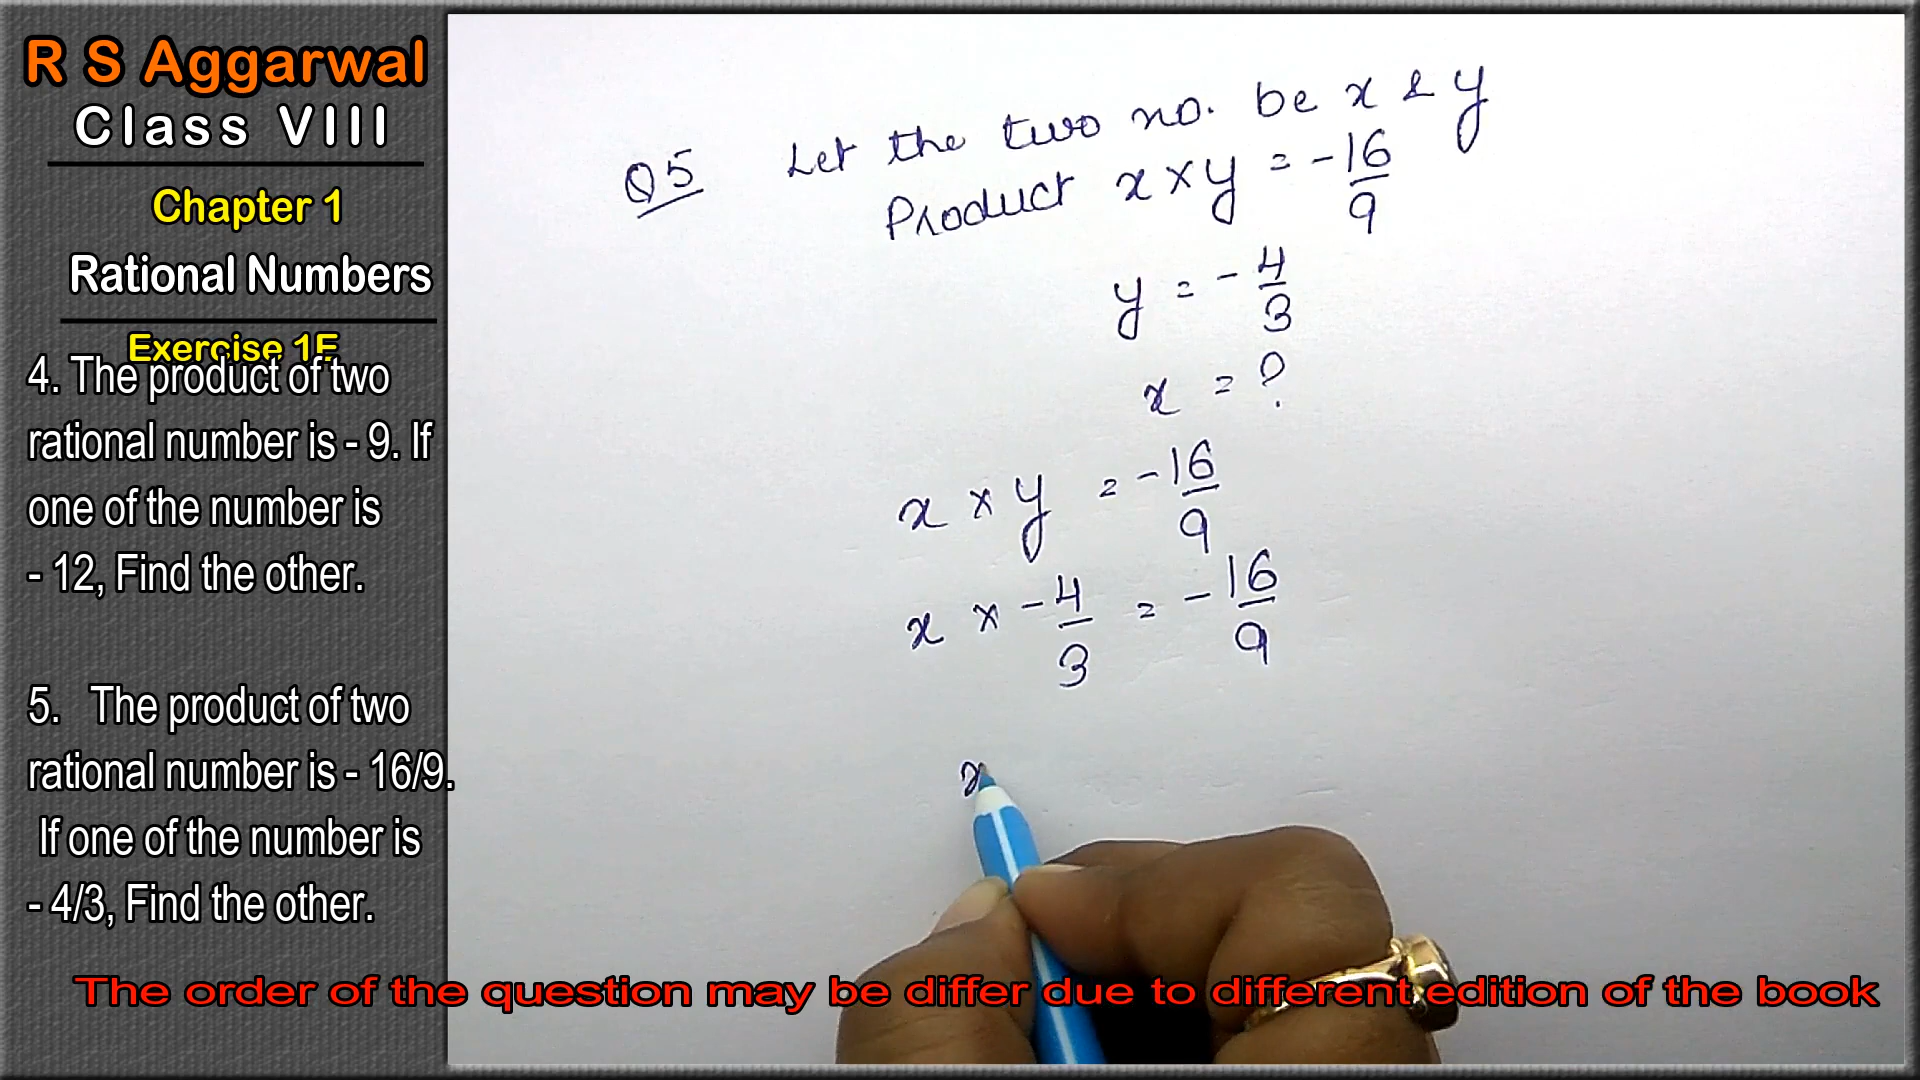 R S Aggarwal
Class VIII
Chapter 1
Rational Numbers
Exercise 1E
4. The product of two
rational number is - 9. If
one of the number is
- 12, Find the other.
5. The product of two
rational number is - 16/9.
If one of the number is
- 4/3, Find the other.
Q5 Let the two no. be x & y
Product x × y = -16/9
y = -4/3
x = ?
x × y = -16/9
x × -4/3 = -16/9
x
The order of the question may be differ due to different edition of the book